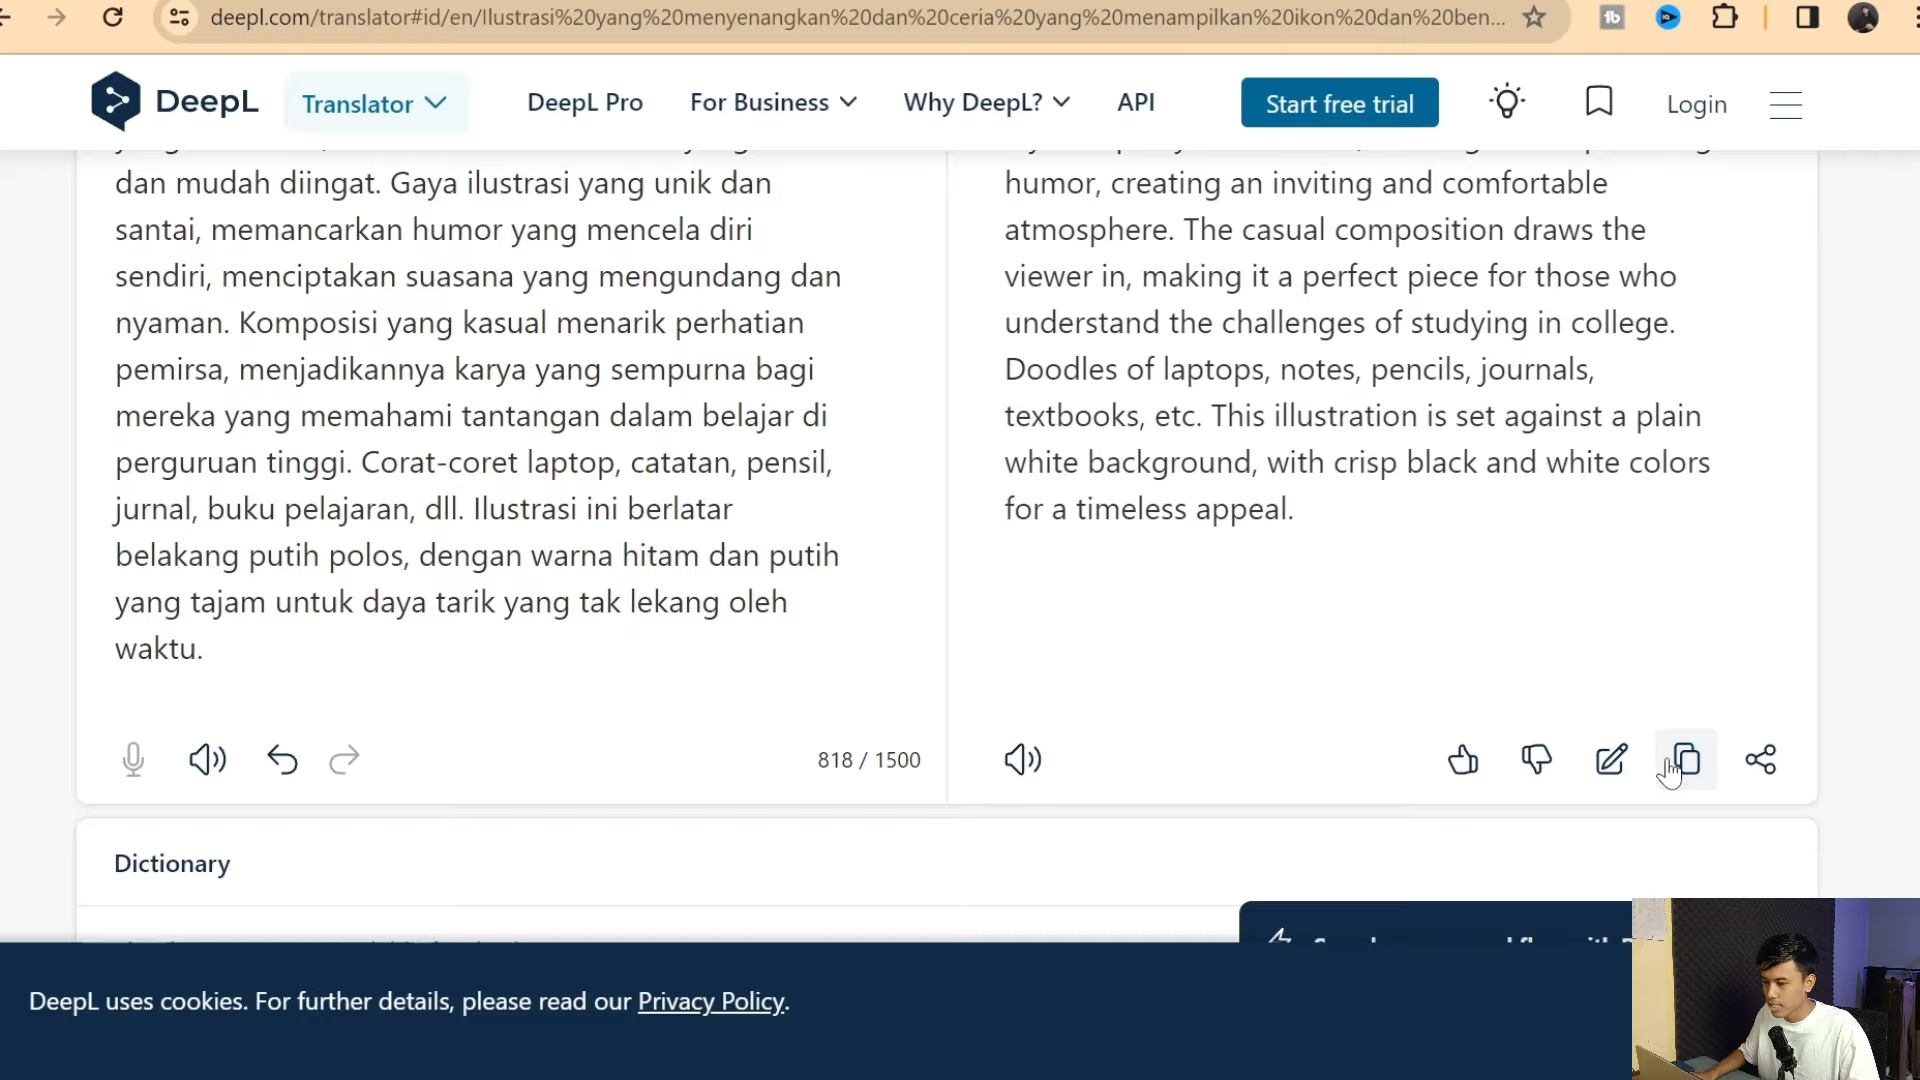 deepl.com/translator#id/en/Ilustrasi%20yang%20menyenangkan%20dan%20ceria%20yang%20menampilkan%20ikon%20dan%20ben...
DeepL
Translator
DeepL Pro
For Business
Why DeepL?
API
Start free trial
Login
dan mudah diingat. Gaya ilustrasi yang unik dan
santai, memancarkan humor yang mencela diri
sendiri, menciptakan suasana yang mengundang dan
nyaman. Komposisi yang kasual menarik perhatian
pemirsa, menjadikannya karya yang sempurna bagi
mereka yang memahami tantangan dalam belajar di
perguruan tinggi. Corat-coret laptop, catatan, pensil,
jurnal, buku pelajaran, dll. Ilustrasi ini berlatar
belakang putih polos, dengan warna hitam dan putih
yang tajam untuk daya tarik yang tak lekang oleh
waktu.
818 / 1500
humor, creating an inviting and comfortable
atmosphere. The casual composition draws the
viewer in, making it a perfect piece for those who
understand the challenges of studying in college.
Doodles of laptops, notes, pencils, journals,
textbooks, etc. This illustration is set against a plain
white background, with crisp black and white colors
for a timeless appeal.
Dictionary
DeepL uses cookies. For further details, please read our Privacy Policy.